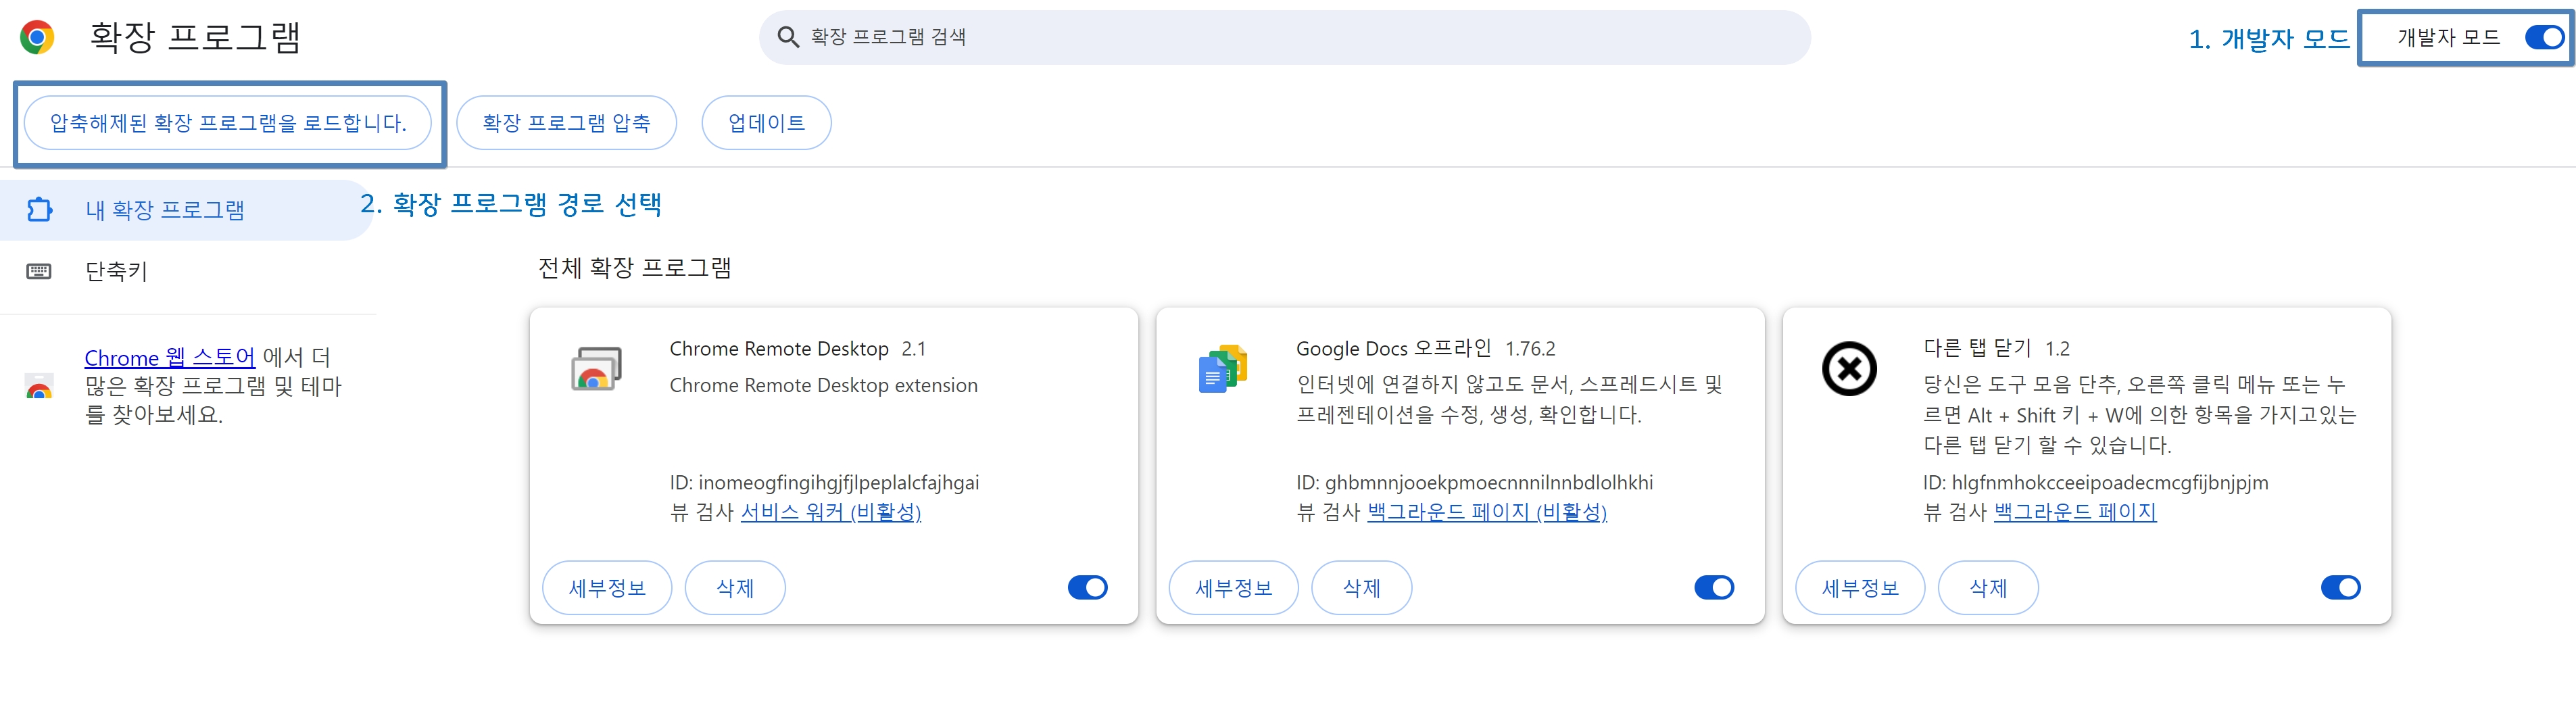 확장 프로그램
확장 프로그램 검색
1. 개발자 모드
개발자 모드
압축해제된 확장 프로그램을 로드합니다.
확장 프로그램 압축
업데이트
내 확장 프로그램
2. 확장 프로그램 경로 선택
단축키
Chrome 웹 스토어 에서 더
많은 확장 프로그램 및 테마
를 찾아보세요.
전체 확장 프로그램
Chrome Remote Desktop 2.1
Chrome Remote Desktop extension
ID: inomeogfingihgjfjlpeplalcfajhgai
뷰 검사 서비스 워커 (비활성)
세부정보
삭제
Google Docs 오프라인 1.76.2
인터넷에 연결하지 않고도 문서, 스프레드시트 및
프레젠테이션을 수정, 생성, 확인합니다.
ID: ghbmnnjooekpmoecnnnilnnbdlolhkhi
뷰 검사 백그라운드 페이지 (비활성)
세부정보
삭제
다른 탭 닫기 1.2
당신은 도구 모음 단추, 오른쪽 클릭 메뉴 또는 누
르면 Alt + Shift 키 + W에 의한 항목을 가지고있는
다른 탭 닫기 할 수 있습니다.
ID: hlgfnmhokcceeipoadecmcgfijbnjpjm
뷰 검사 백그라운드 페이지
세부정보
삭제